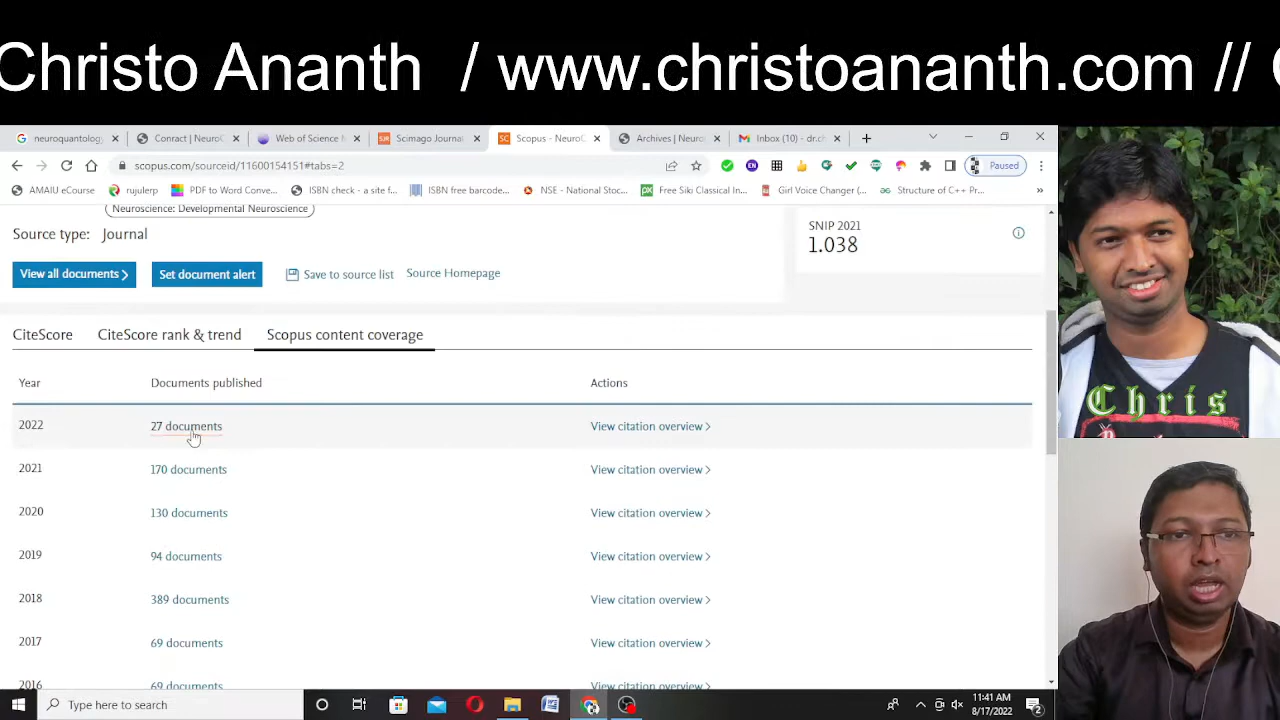 Christo Ananth / www.christoananth.com // 
neuroquantology
Conract | NeuroC
Web of Science M
Scimago Journal
Scopus - NeuroC
Archives | Neuro
Inbox (10) - dr.ch
scopus.com/sourceid/11600154151#tabs=2
Paused
AMAIU eCourse
rujulerp
PDF to Word Conve...
ISBN check - a site f...
ISBN free barcode...
NSE - National Stoc...
Free Siki Classical In...
Girl Voice Changer (...
Structure of C++ Pr...
»
Neuroscience: Developmental Neuroscience
Source type: Journal
SNIP 2021
1.038
View all documents >
Set document alert
Save to source list
Source Homepage
CiteScore
CiteScore rank & trend
Scopus content coverage
Year Documents published Actions
2022 27 documents View citation overview >
2021 170 documents View citation overview >
2020 130 documents View citation overview >
2019 94 documents View citation overview >
2018 389 documents View citation overview >
2017 69 documents View citation overview >
2016 69 documents View citation overview >
Chris
Type here to search
11:41 AM
8/17/2022
2